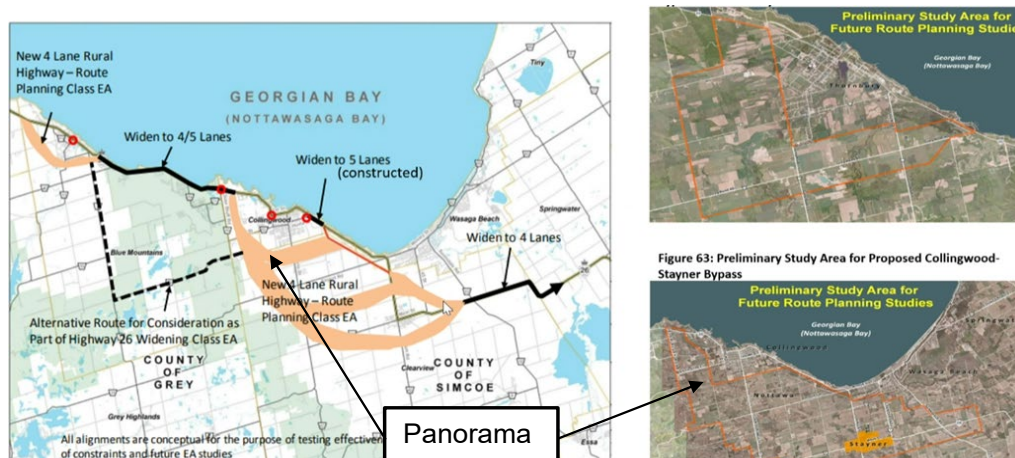 New 4 Lane Rural
Highway – Route
Planning Class EA
GEORGIAN BAY
(NOTTAWASAGA BAY)
Tiny
Widen to 4/5 Lanes
Widen to 5 Lanes
(constructed)
Collingwood
Wasaga Beach
Springwater
Widen to 4 Lanes
26
Blue Mountains
New 4 Lane Rural
Highway – Route
Planning Class EA
Alternative Route for Consideration as
Part of Highway 26 Widening Class EA
COUNTY
OF
GREY
Clearview
COUNTY
OF
SIMCOE
Grey Highlands
Essa
All alignments are conceptual for the purpose of testing effective
of constraints and future EA studies
Panorama
Preliminary Study Area for
Future Route Planning Studie
Georgian Bay
(Nottawasaga Bay)
Thornbury
Figure 63: Preliminary Study Area for Proposed Collingwood-
Stayner Bypass
Preliminary Study Area for
Future Route Planning Studies
Georgian Bay
(Nottawasaga Bay)
Collingwood
Wasaga Beach
Nottawa
Stayner